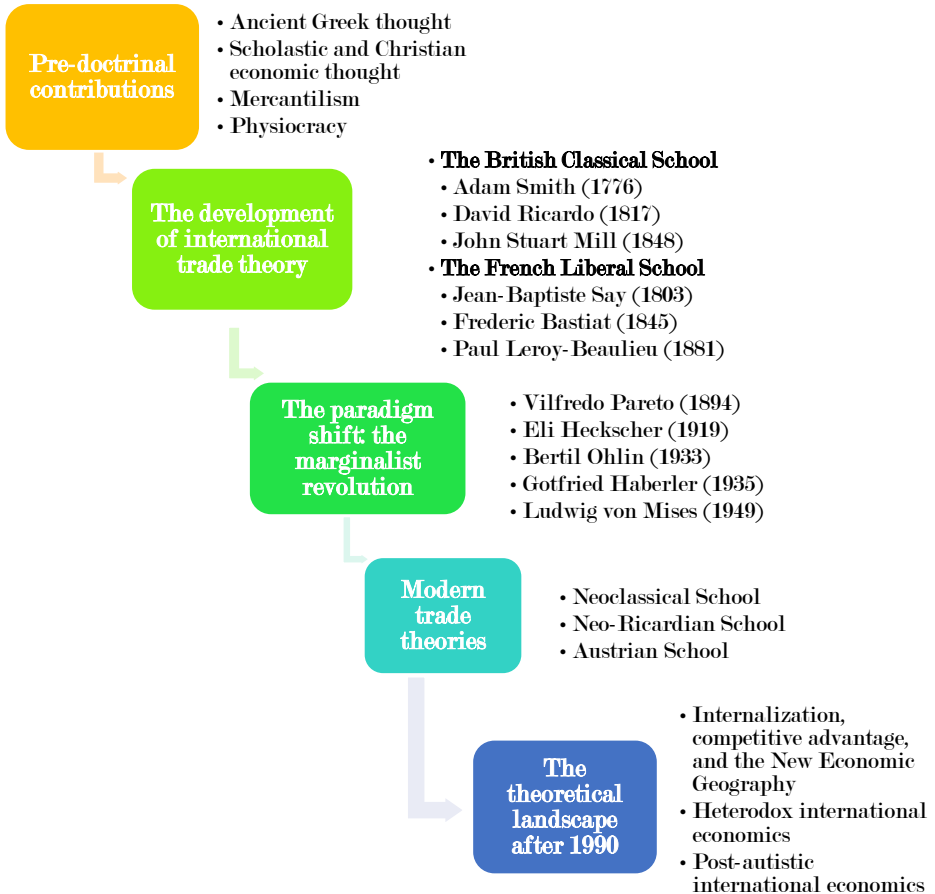 Pre-doctrinal
contributions
• Ancient Greek thought
• Scholastic and Christian
economic thought
• Mercantilism
• Physiocracy
The development
of international
trade theory
• The British Classical School
• Adam Smith (1776)
• David Ricardo (1817)
• John Stuart Mill (1848)
• The French Liberal School
• Jean-Baptiste Say (1803)
• Frederic Bastiat (1845)
• Paul Leroy-Beaulieu (1881)
The paradigm
shift: the
marginalist
revolution
• Vilfredo Pareto (1894)
• Eli Heckscher (1919)
• Bertil Ohlin (1933)
• Gotfried Haberler (1935)
• Ludwig von Mises (1949)
Modern
trade
theories
• Neoclassical School
• Neo-Ricardian School
• Austrian School
The
theoretical
landscape
after 1990
• Internalization,
competitive advantage,
and the New Economic
Geography
• Heterodox international
economics
• Post-autistic
international economics